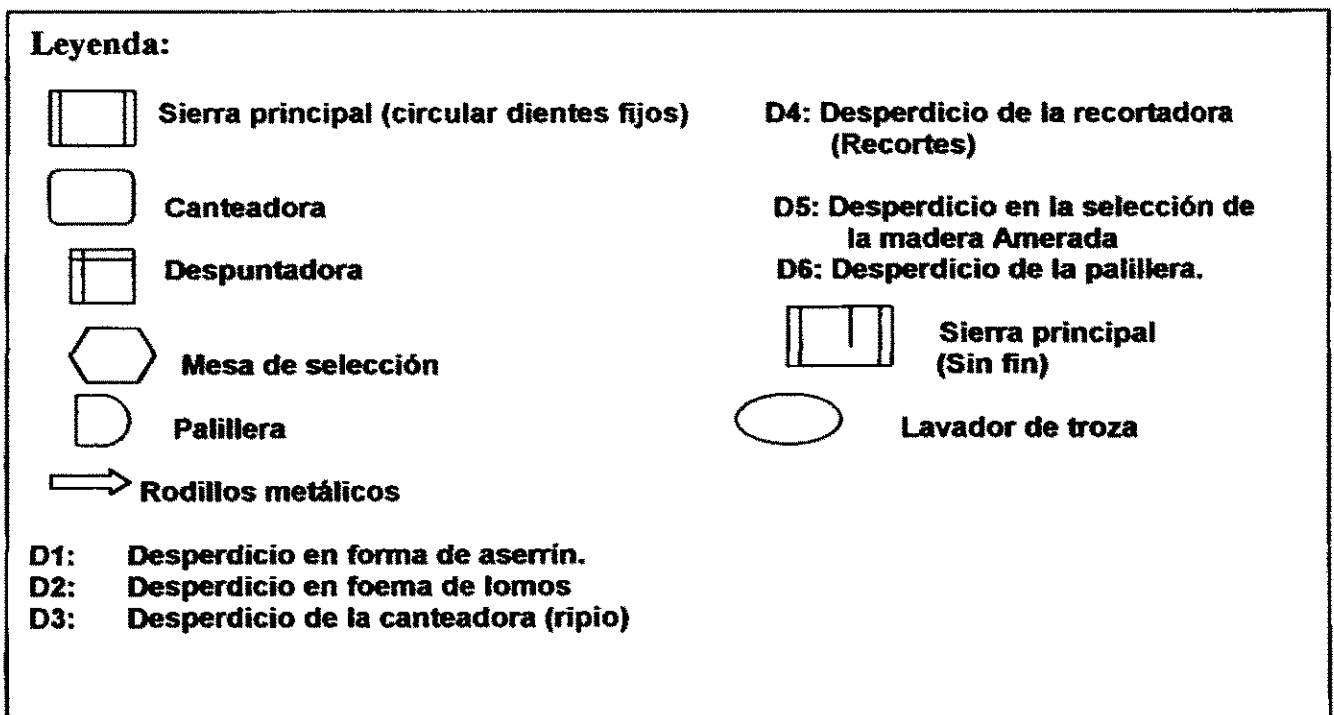 Leyenda:
Sierra principal (circular dientes fijos)
Canteadora
Despuntadora
Mesa de selección
Palillera
Rodillos metálicos
D1: Desperdicio en forma de aserrín.
D2: Desperdicio en foema de lomos
D3: Desperdicio de la canteadora (ripio)
D4: Desperdicio de la recortadora
(Recortes)
D5: Desperdicio en la selección de
la madera Amerada
D6: Desperdicio de la palillera.
Sierra principal
(Sin fin)
Lavador de troza